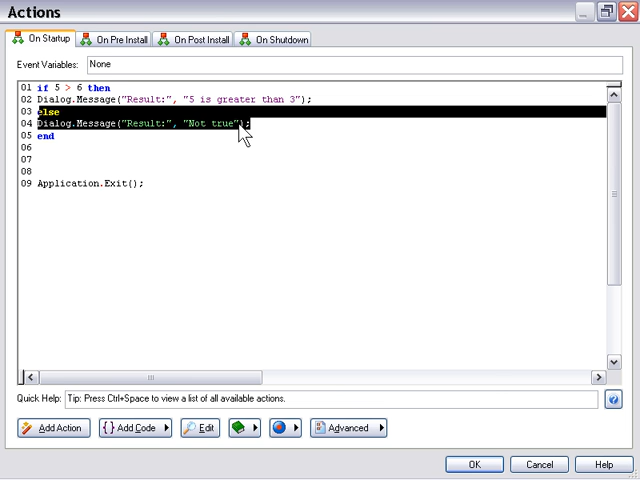 Actions
On Startup On Pre Install On Post Install On Shutdown
Event Variables: None
01 if 5 > 6 then
02 Dialog.Message("Result:", "5 is greater than 3");
03 else
04 Dialog.Message("Result:", "Not true");
05 end
06
07
08
09 Application.Exit();
Quick Help: Tip: Press Ctrl+Space to view a list of all available actions.
Add Action Add Code Edit Advanced
OK Cancel Help